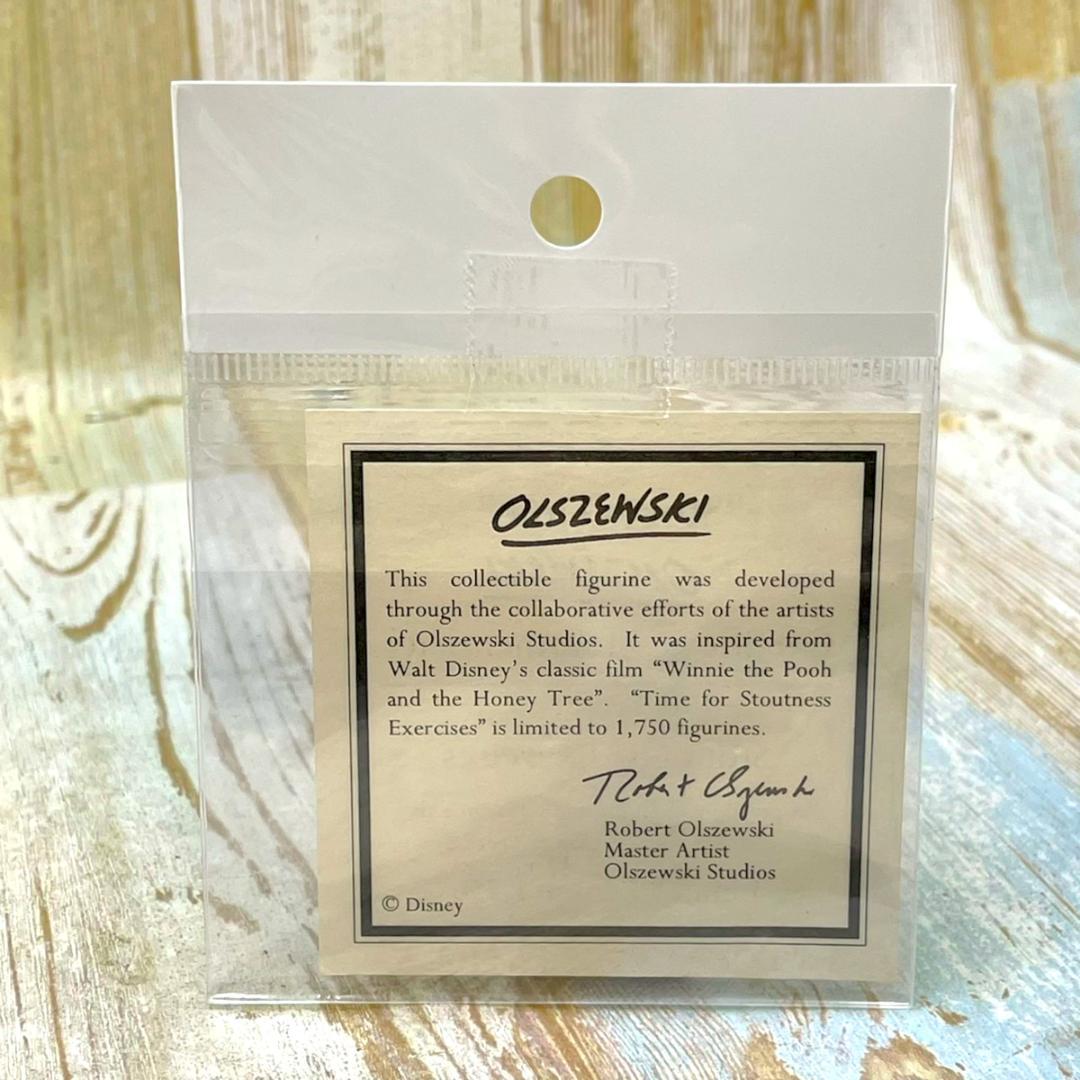 OLSZEWSKI
This collectible figurine was developed
through the collaborative efforts of the artists
of Olszewski Studios. It was inspired from
Walt Disney's classic film “Winnie the Pooh
and the Honey Tree”. “Time for Stoutness
Exercises” is limited to 1,750 figurines.
Robert Olszewski
Robert Olszewski
Master Artist
Olszewski Studios
© Disney